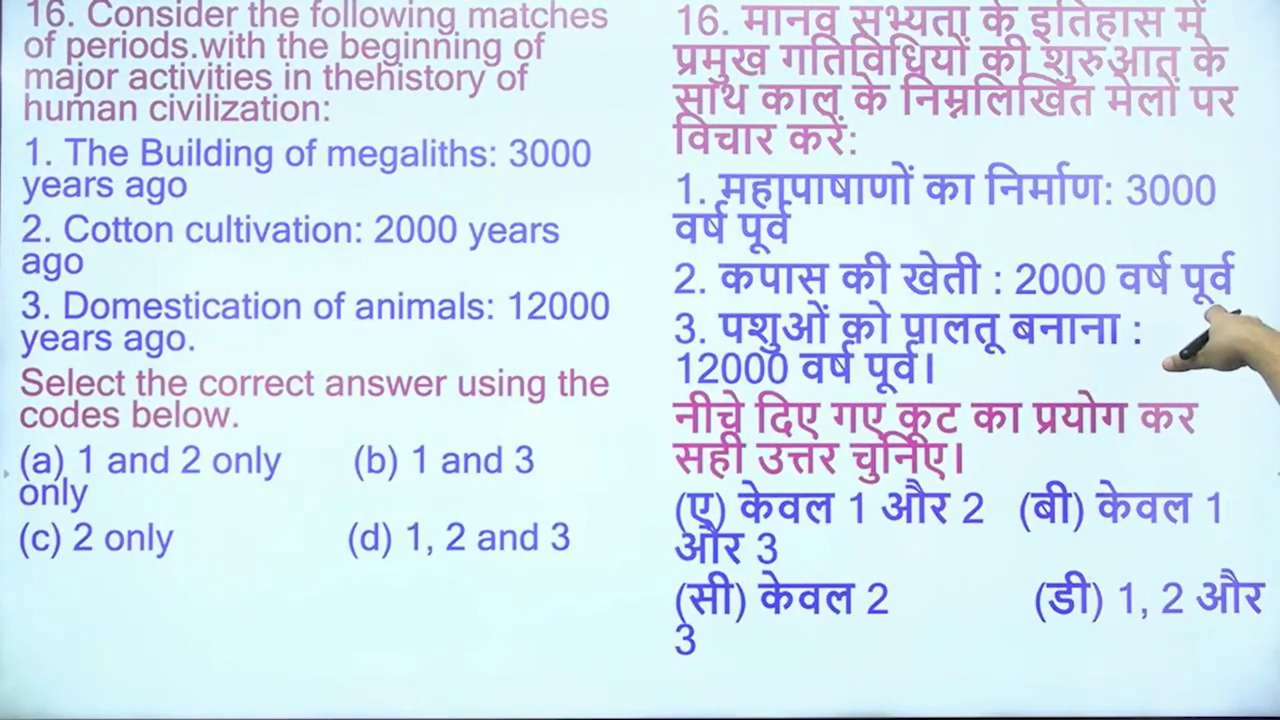 16. Consider the following matches
of periods.with the beginning of
major activities in thehistory of
human civilization:
1. The Building of megaliths: 3000
years ago
2. Cotton cultivation: 2000 years
ago
3. Domestication of animals: 12000
years ago.
Select the correct answer using the
codes below.
(a) 1 and 2 only (b) 1 and 3
only
(c) 2 only (d) 1, 2 and 3
16. मानव सभ्यता के इतिहास में
प्रमुख गतिविधियों की शुरुआत के
साथ काल के निम्नलिखित मेलों पर
विचार करें:
1. महापाषाणों का निर्माण: 3000
वर्ष पूर्व
2. कपास की खेती : 2000 वर्ष पूर्व
3. पशुओं को पालतू बनाना :
12000 वर्ष पूर्व।
नीचे दिए गए कूट का प्रयोग कर
सही उत्तर चुनिए।
(ए) केवल 1 और 2 (बी) केवल 1
और 3
(सी) केवल 2 (डी) 1, 2 और
3